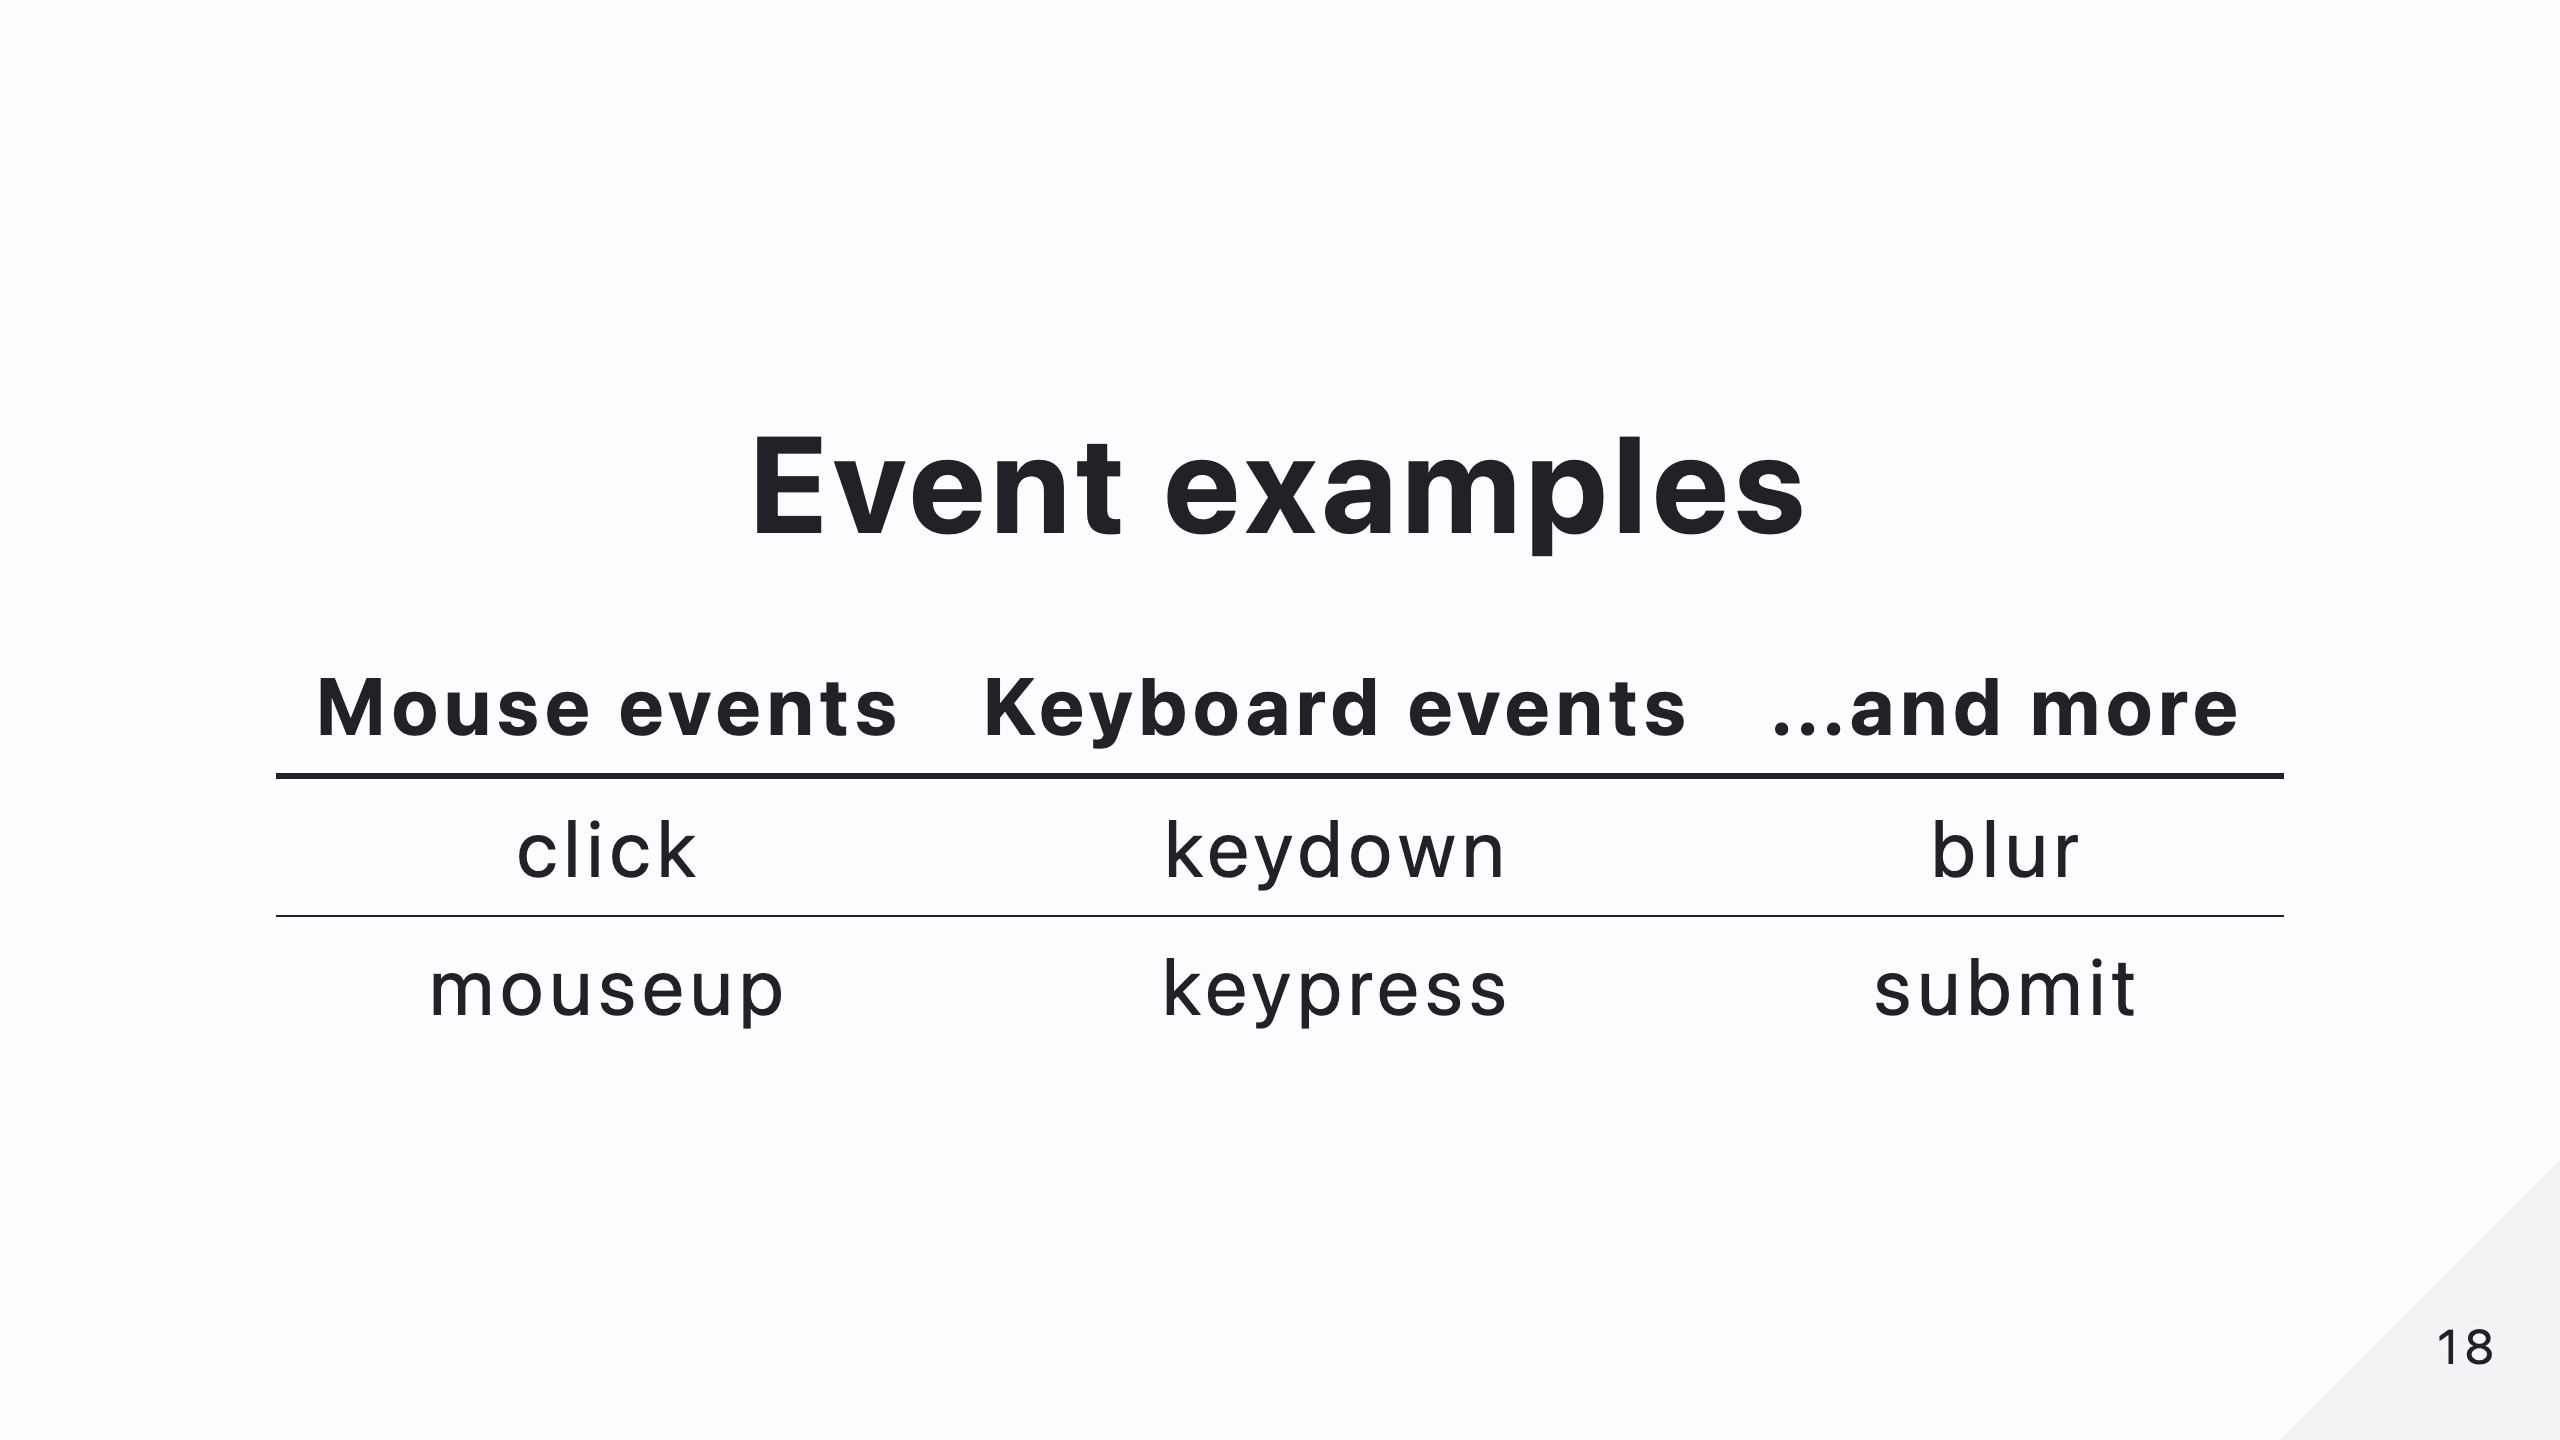 Event examples
Mouse events Keyboard events ...and more
click keydown blur
mouseup keypress submit
18